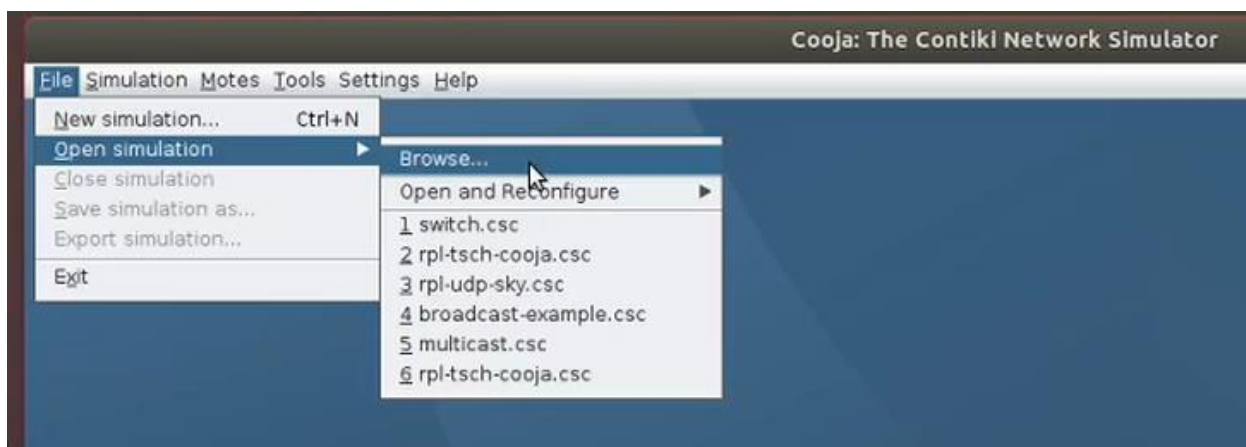 Cooja: The Contiki Network Simulator
File Simulation Motes Tools Settings Help
New simulation... Ctrl+N
Open simulation
Close simulation
Save simulation as...
Export simulation...
Exit
Browse...
Open and Reconfigure
1 switch.csc
2 rpl-tsch-cooja.csc
3 rpl-udp-sky.csc
4 broadcast-example.csc
5 multicast.csc
6 rpl-tsch-cooja.csc